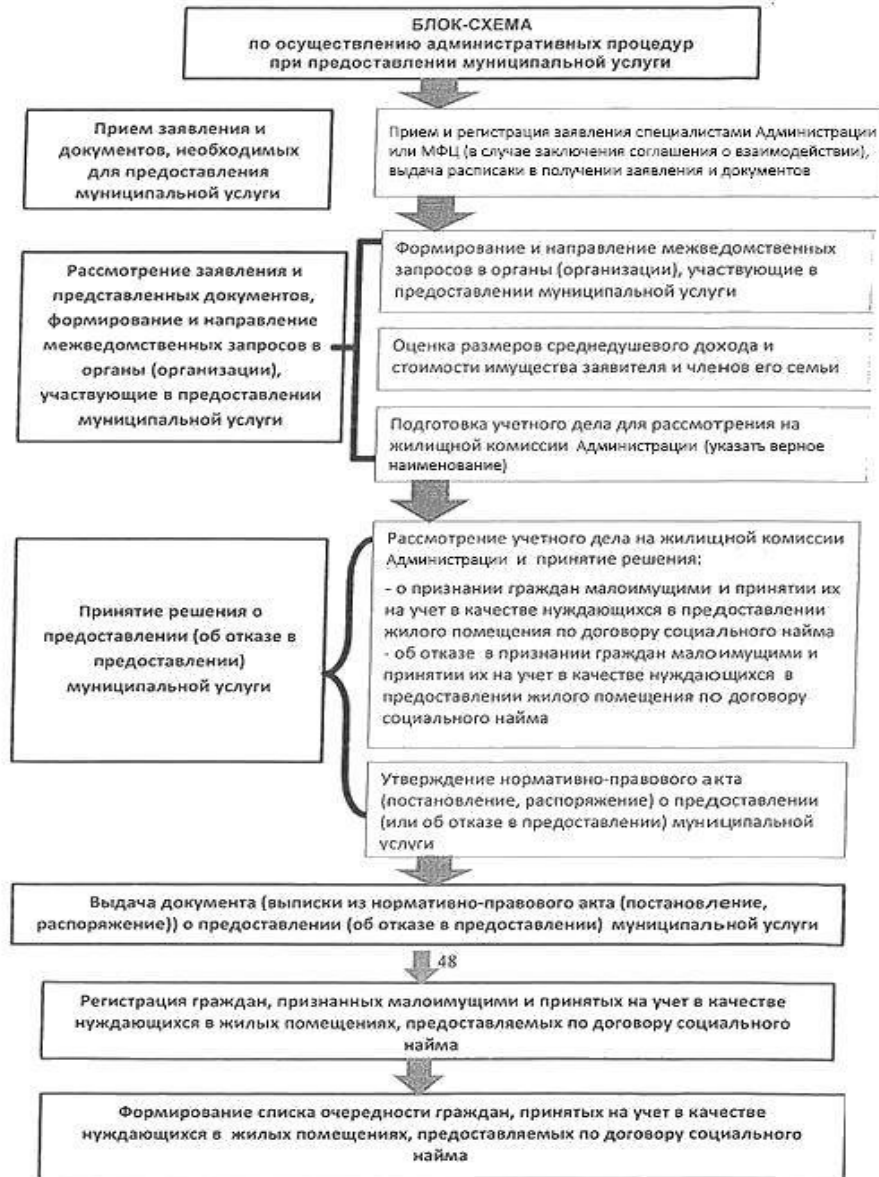 БЛОК-СХЕМА
по осуществлению административных процедур
при предоставлении муниципальной услуги
Прием заявления и
документов, необходимых
для предоставления
муниципальной услуги
Прием и регистрация заявления специалистами Администрации
или МФЦ (в случае заключения соглашения о взаимодействии),
выдача расписаки в получении заявления и документов
Рассмотрение заявления и
представленных документов,
формирование и направление
межведомственных запросов в
органы (организации),
участвующие в предоставлении
муниципальной услуги
Формирование и направление межведомственных
запросов в органы (организации), участвующие в
предоставлении муниципальной услуги
Оценка размеров среднедушевого дохода и
стоимости имущества заявителя и членов его семьи
Подготовка учетного дела для рассмотрения на
жилищной комиссии Администрации (указать верное
наименование)
Принятие решения о
предоставлении (об отказе в
предоставлении)
муниципальной услуги
Рассмотрение учетного дела на жилищной комиссии
Администрации и принятие решения:
- о признании граждан малоимущими и принятии их
на учет в качестве нуждающихся в предоставлении
жилого помещения по договору социального найма
- об отказе в признании граждан малоимущими и
принятии их на учет в качестве нуждающихся в
предоставлении жилого помещения по договору
социального найма
Утверждение нормативно-правового акта
(постановление, распоряжение) о предоставлении
(или об отказе в предоставлении) муниципальной
услуги
Выдача документа (выписки из нормативно-правового акта (постановление,
распоряжение)) о предоставлении (об отказе в предоставлении) муниципальной услуги
48
Регистрация граждан, признанных малоимущими и принятых на учет в качестве
нуждающихся в жилых помещениях, предоставляемых по договору социального
найма
Формирование списка очередности граждан, принятых на учет в качестве
нуждающихся в жилых помещениях, предоставляемых по договору социального
найма